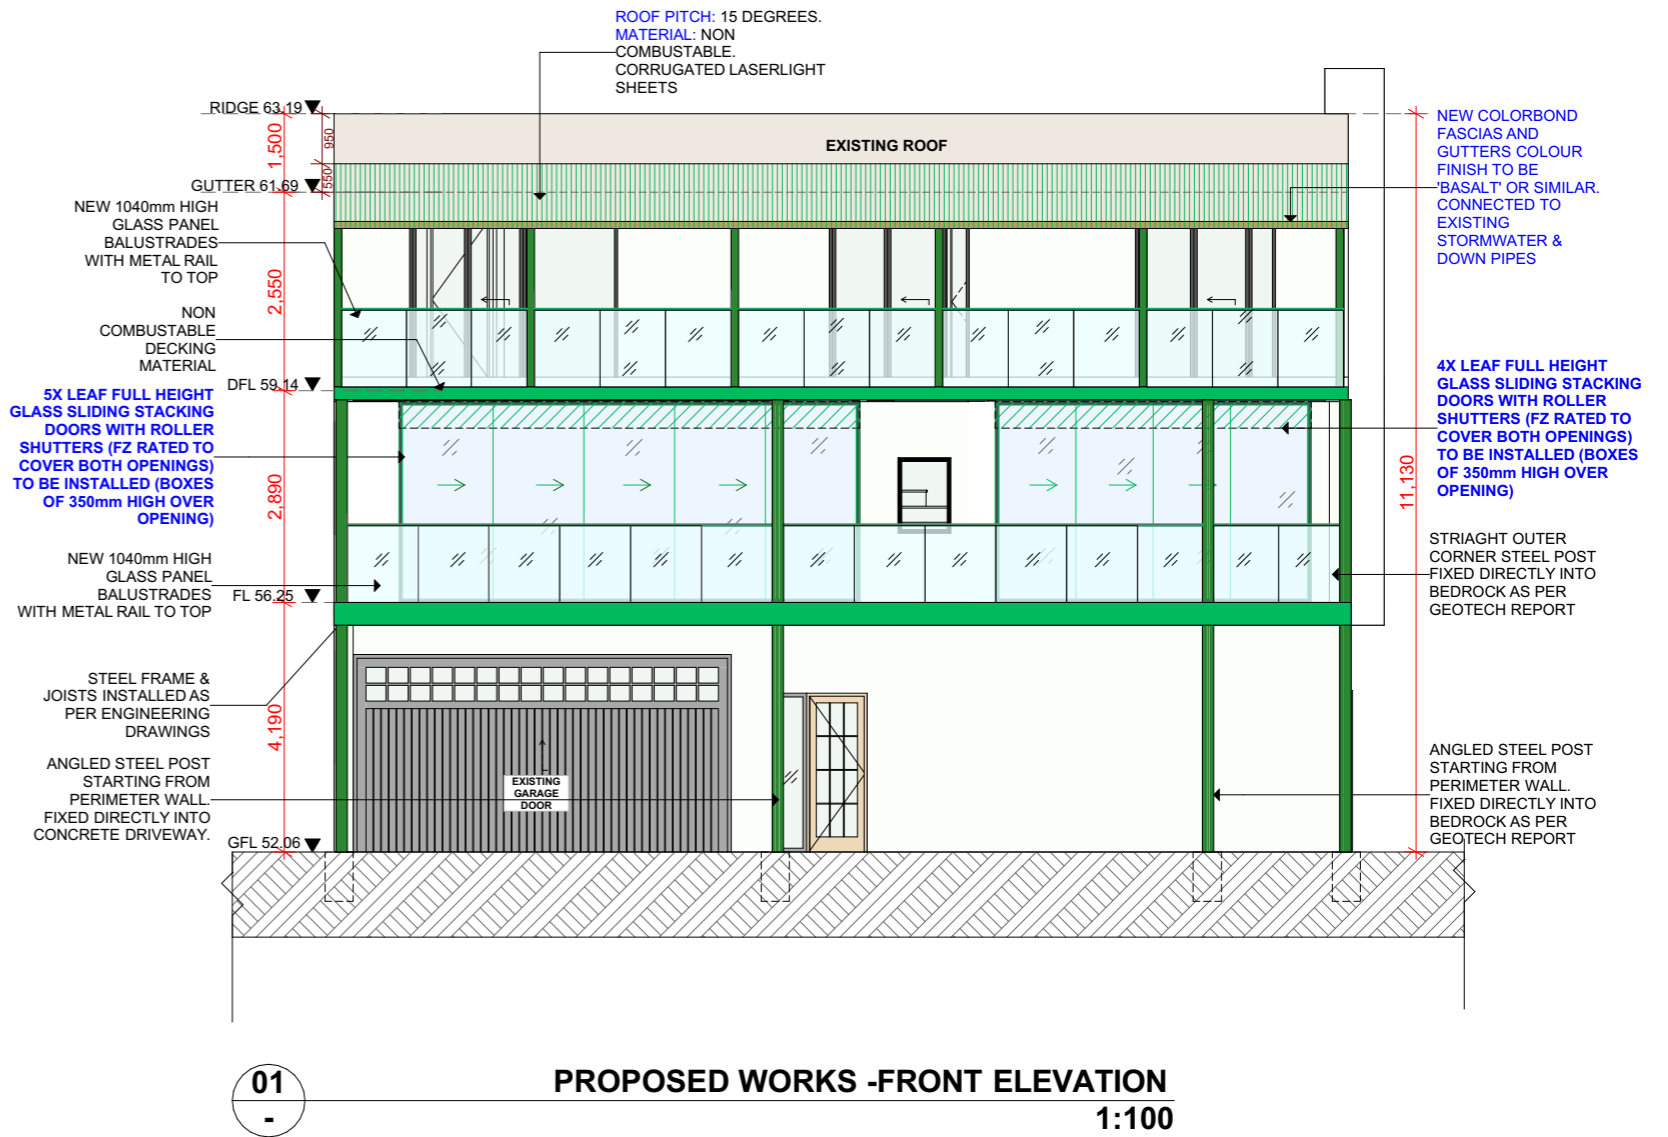 ROOF PITCH: 15 DEGREES.
MATERIAL: NON
COMBUSTABLE.
CORRUGATED LASERLIGHT
SHEETS
RIDGE 63.19
1,500
950
550
EXISTING ROOF
GUTTER 61.69
NEW 1040mm HIGH
GLASS PANEL
BALUSTRADES
WITH METAL RAIL
TO TOP
2,550
NON
COMBUSTABLE
DECKING
MATERIAL
DFL 59.14
5X LEAF FULL HEIGHT
GLASS SLIDING STACKING
DOORS WITH ROLLER
SHUTTERS (FZ RATED TO
COVER BOTH OPENINGS)
TO BE INSTALLED (BOXES
OF 350mm HIGH OVER
OPENING)
2,890
NEW 1040mm HIGH
GLASS PANEL
BALUSTRADES
WITH METAL RAIL TO TOP
FL 56.25
STEEL FRAME &
JOISTS INSTALLED AS
PER ENGINEERING
DRAWINGS
4,190
ANGLED STEEL POST
STARTING FROM
PERIMETER WALL.
FIXED DIRECTLY INTO
CONCRETE DRIVEWAY.
GFL 52.06
EXISTING
GARAGE
DOOR
NEW COLORBOND
FASCIAS AND
GUTTERS COLOUR
FINISH TO BE
'BASALT' OR SIMILAR.
CONNECTED TO
EXISTING
STORMWATER &
DOWN PIPES
4X LEAF FULL HEIGHT
GLASS SLIDING STACKING
DOORS WITH ROLLER
SHUTTERS (FZ RATED TO
COVER BOTH OPENINGS)
TO BE INSTALLED (BOXES
OF 350mm HIGH OVER
OPENING)
11,130
STRIAGHT OUTER
CORNER STEEL POST
FIXED DIRECTLY INTO
BEDROCK AS PER
GEOTECH REPORT
ANGLED STEEL POST
STARTING FROM
PERIMETER WALL.
FIXED DIRECTLY INTO
BEDROCK AS PER
GEOTECH REPORT
01
-
PROPOSED WORKS -FRONT ELEVATION
1:100